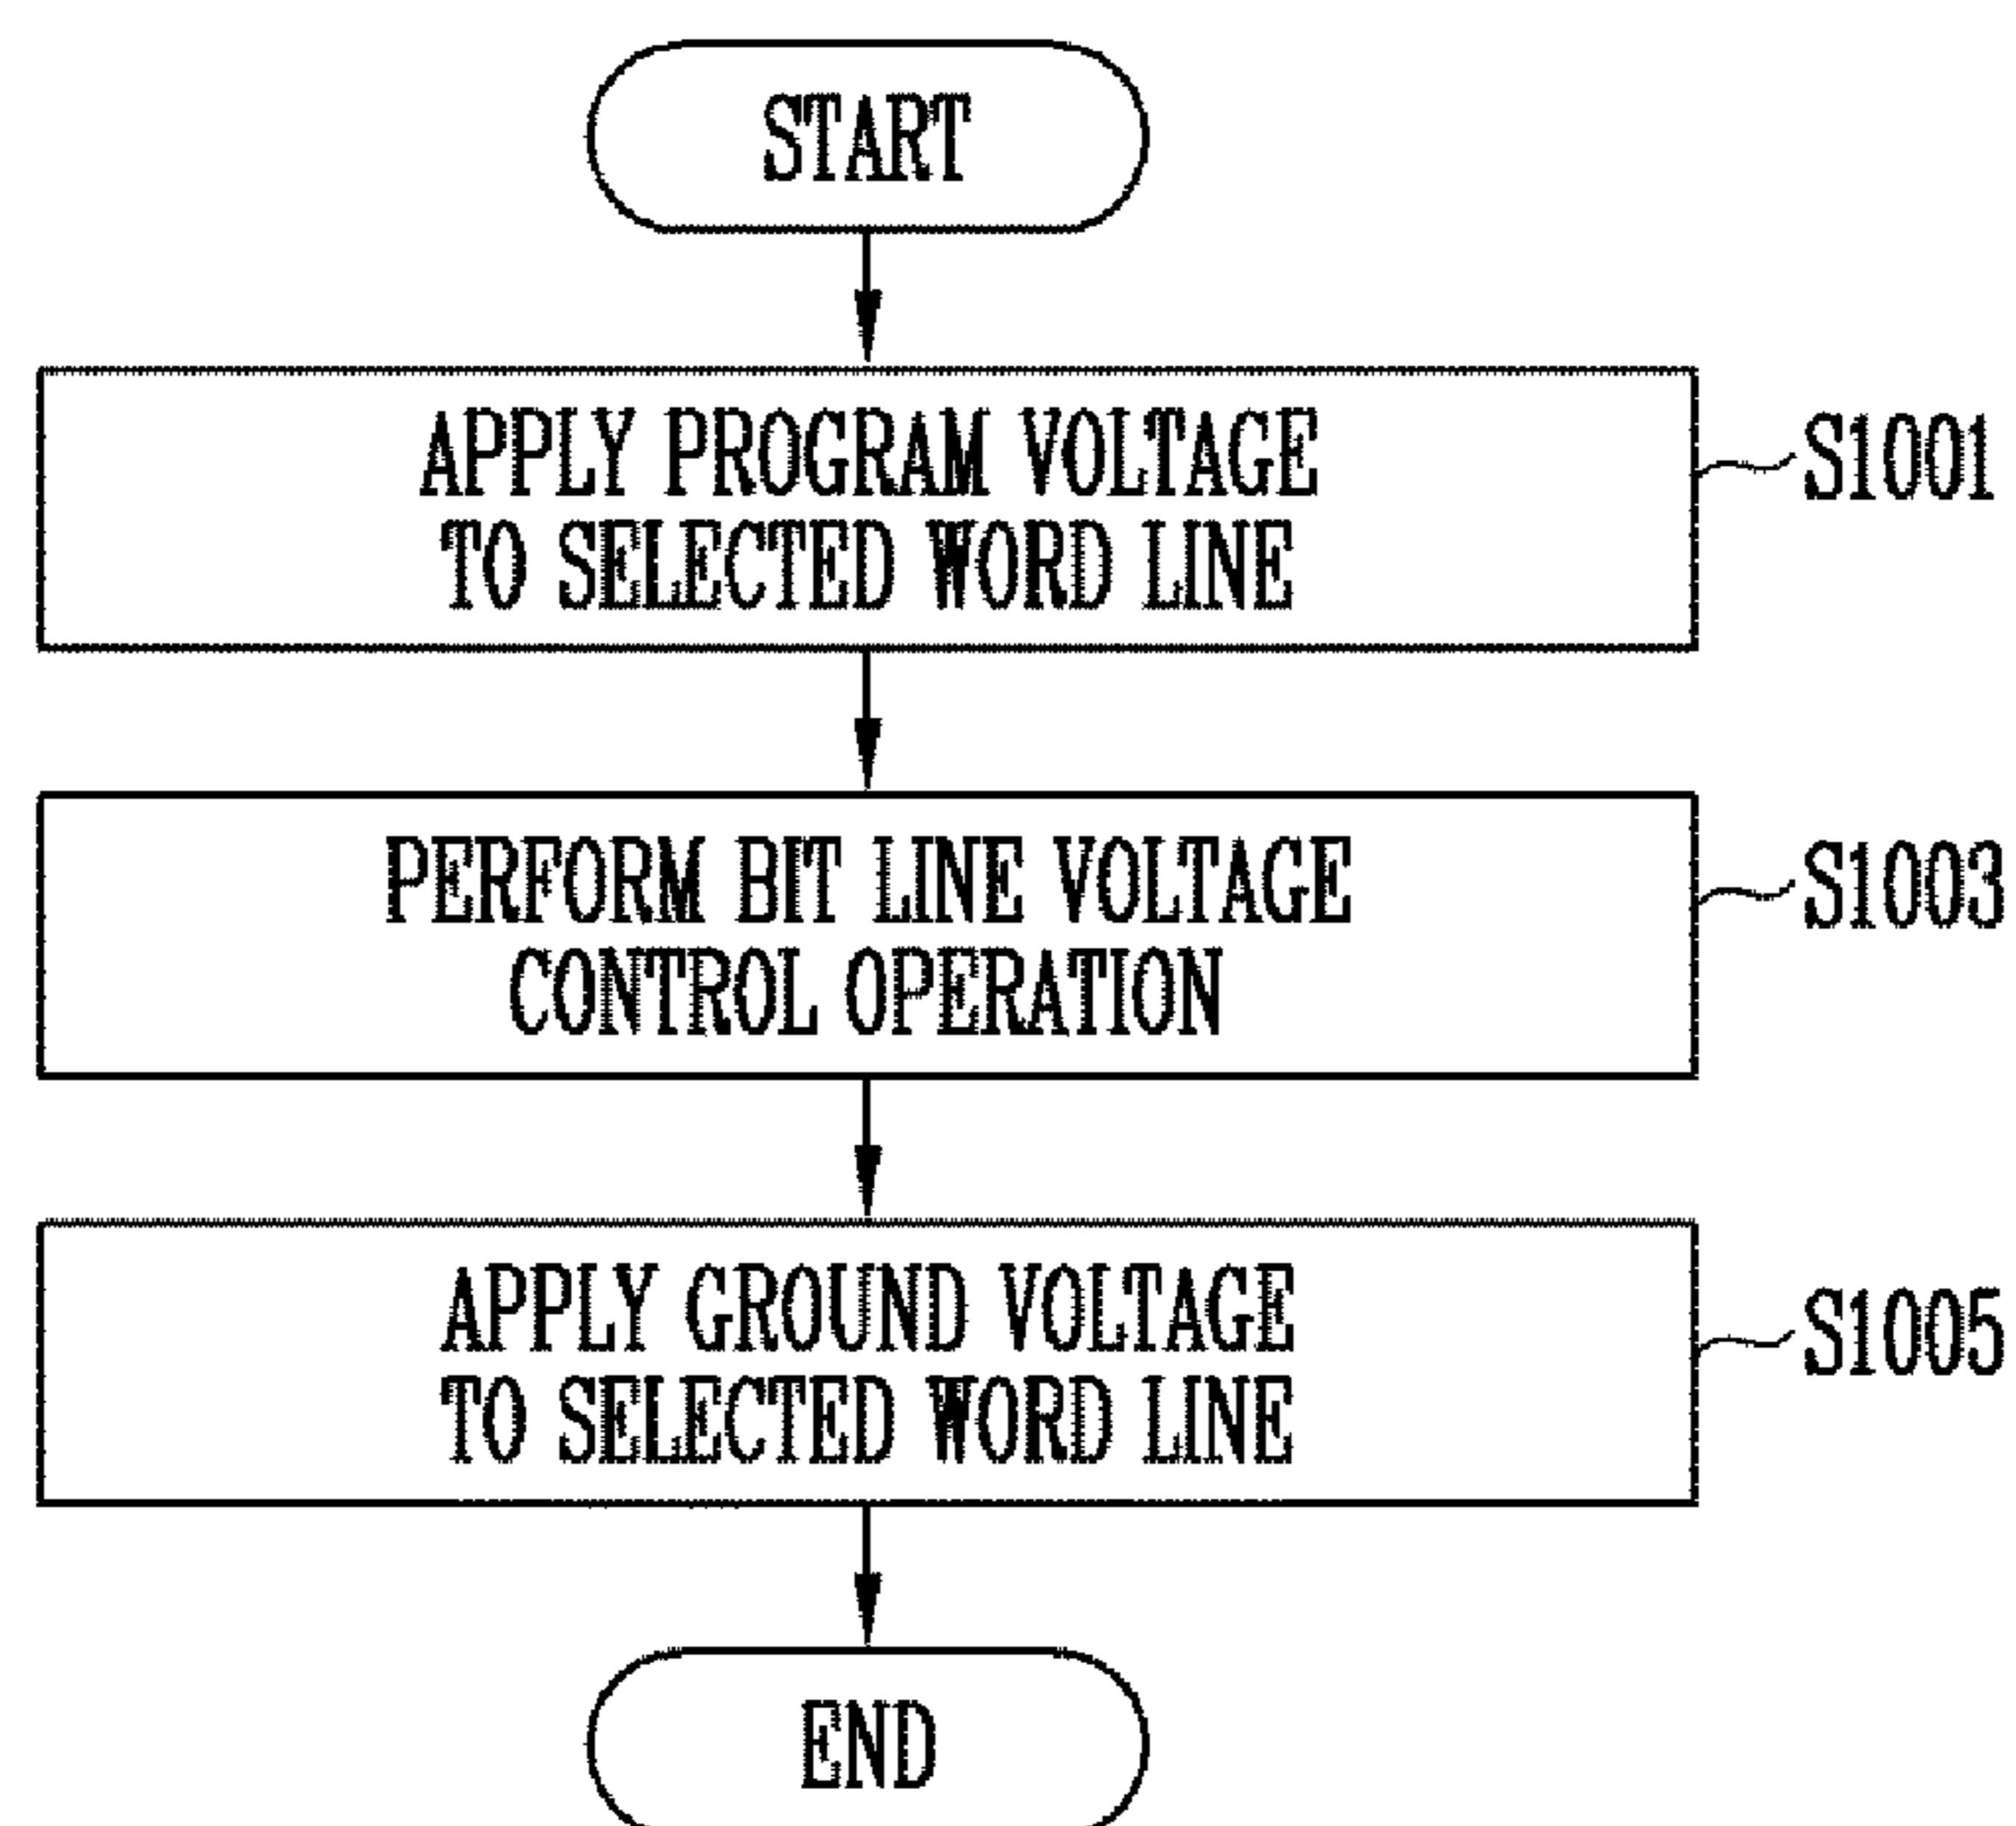 START
APPLY PROGRAM VOLTAGE
TO SELECTED WORD LINE
S1001
PERFORM BIT LINE VOLTAGE
CONTROL OPERATION
S1003
APPLY GROUND VOLTAGE
TO SELECTED WORD LINE
S1005
END